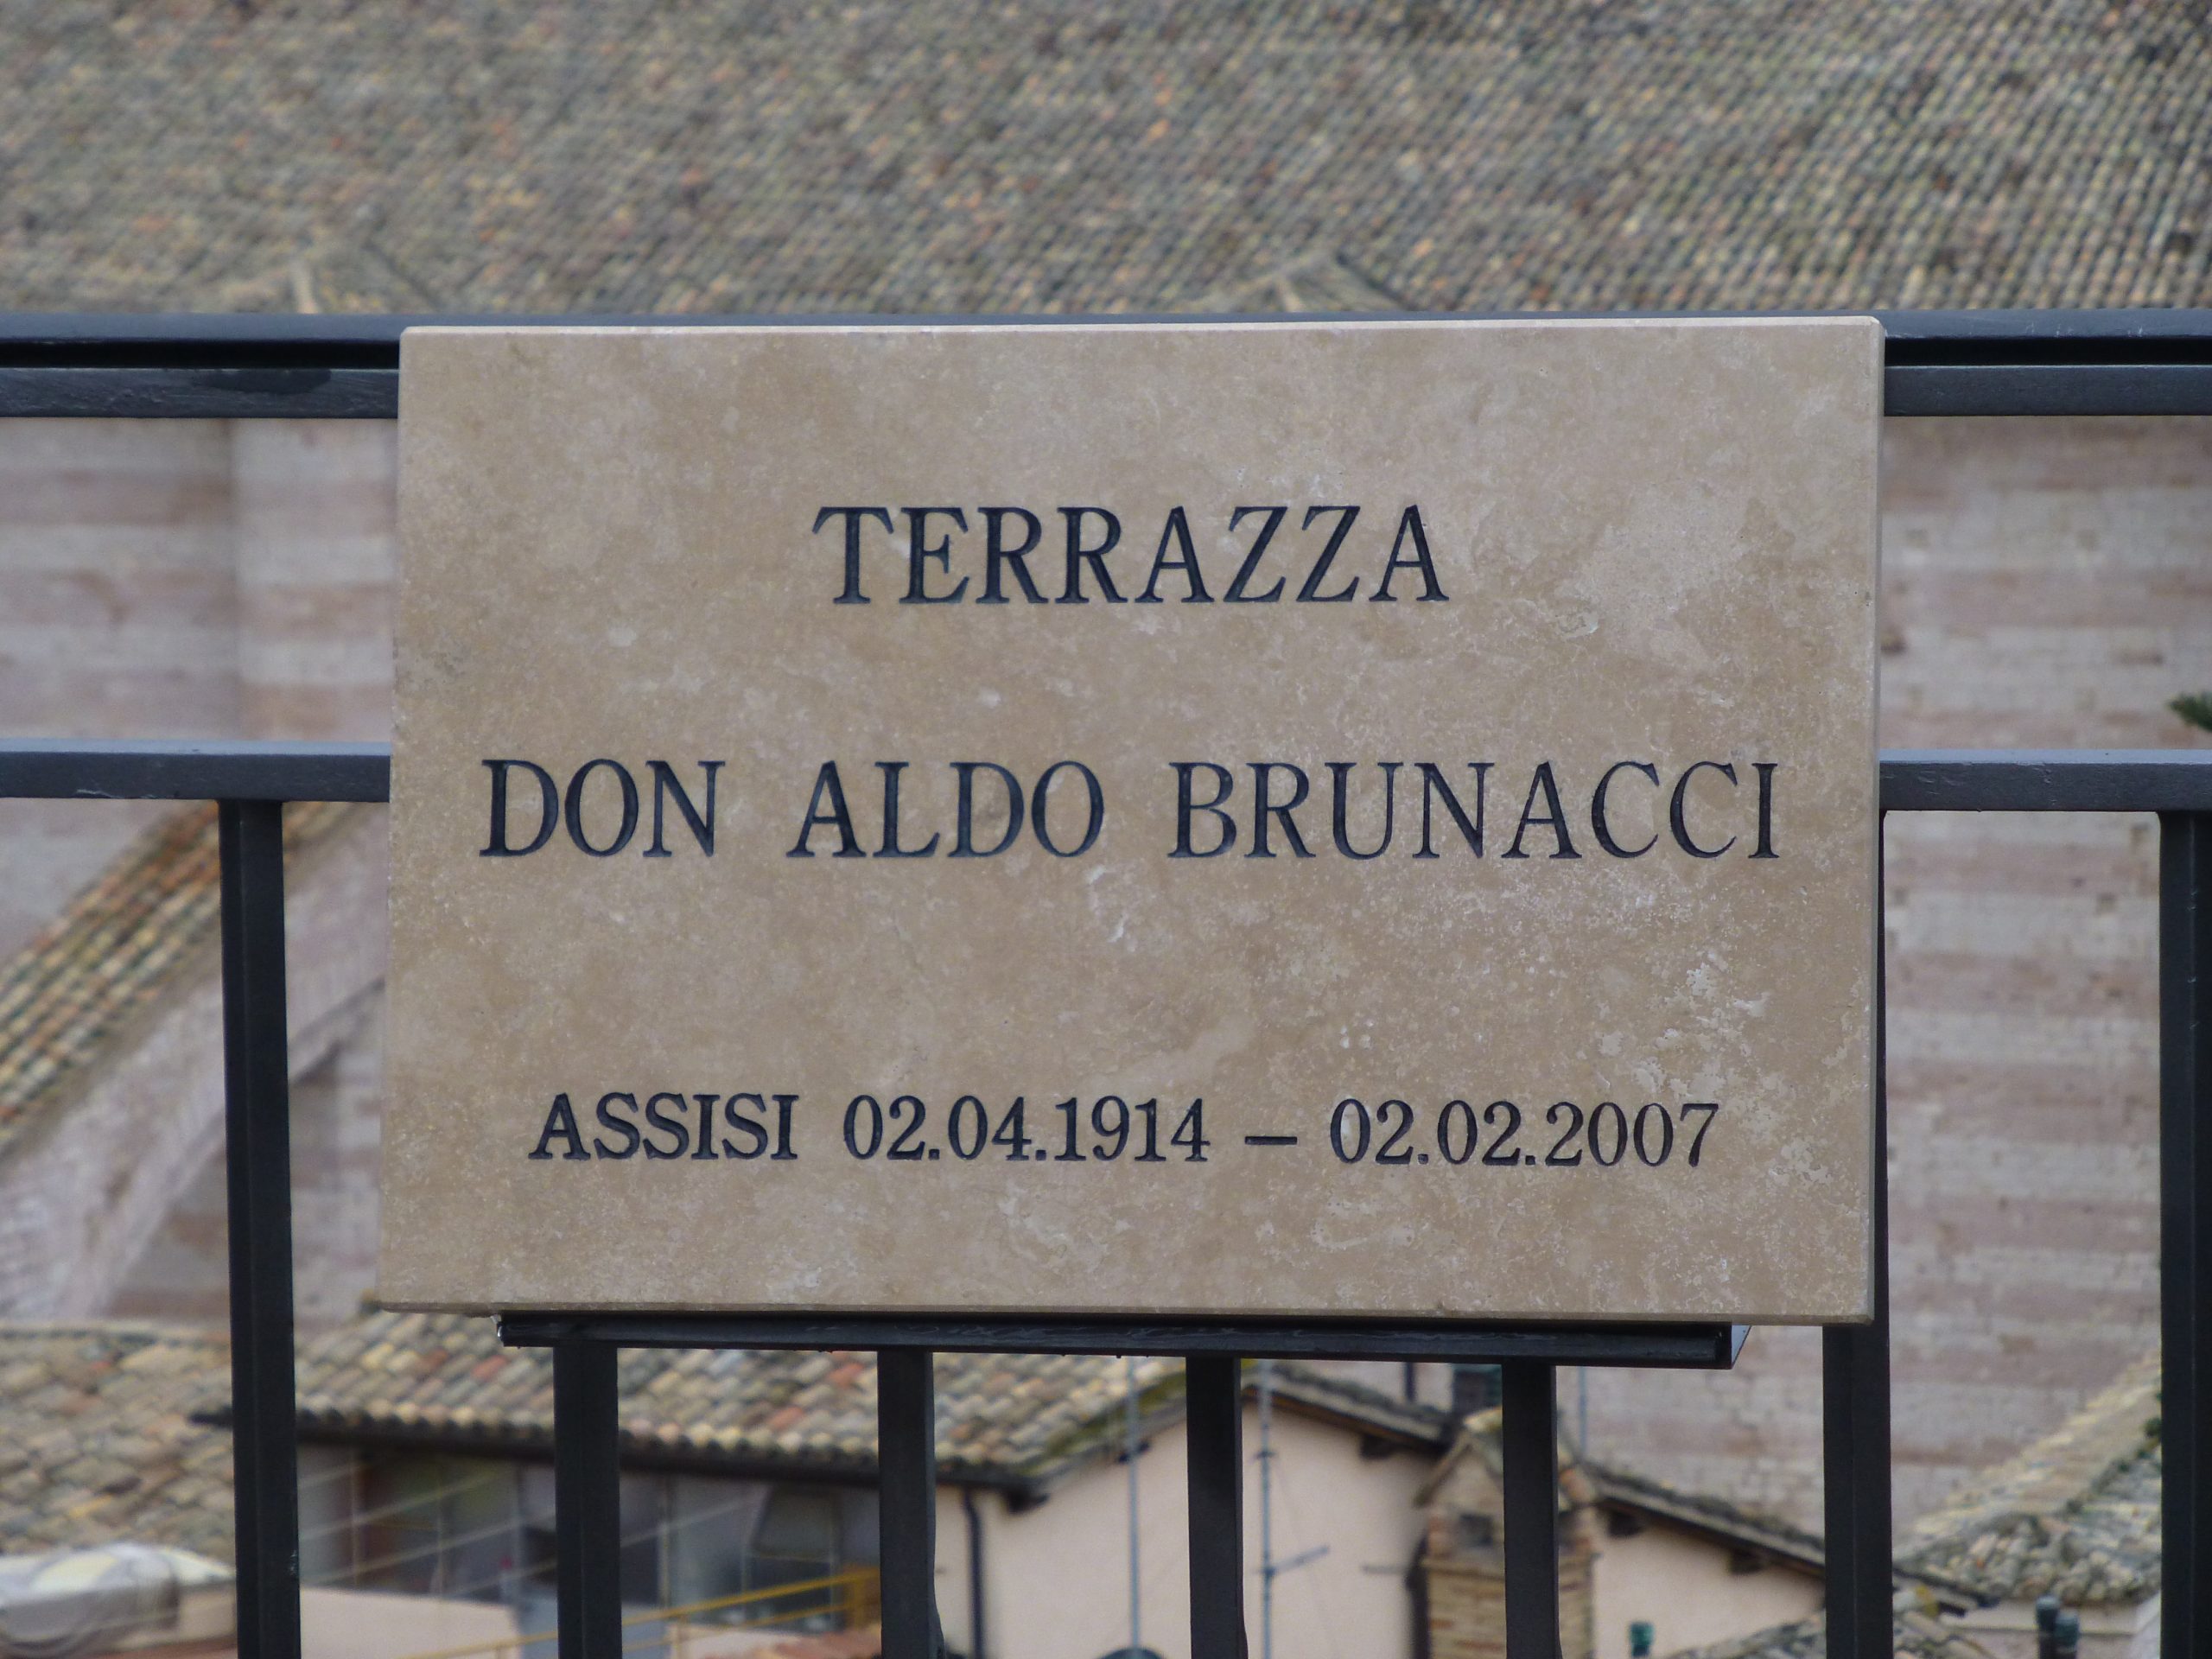 TERRAZZA
DON ALDO BRUNACCI
ASSISI 02.04.1914 – 02.02.2007